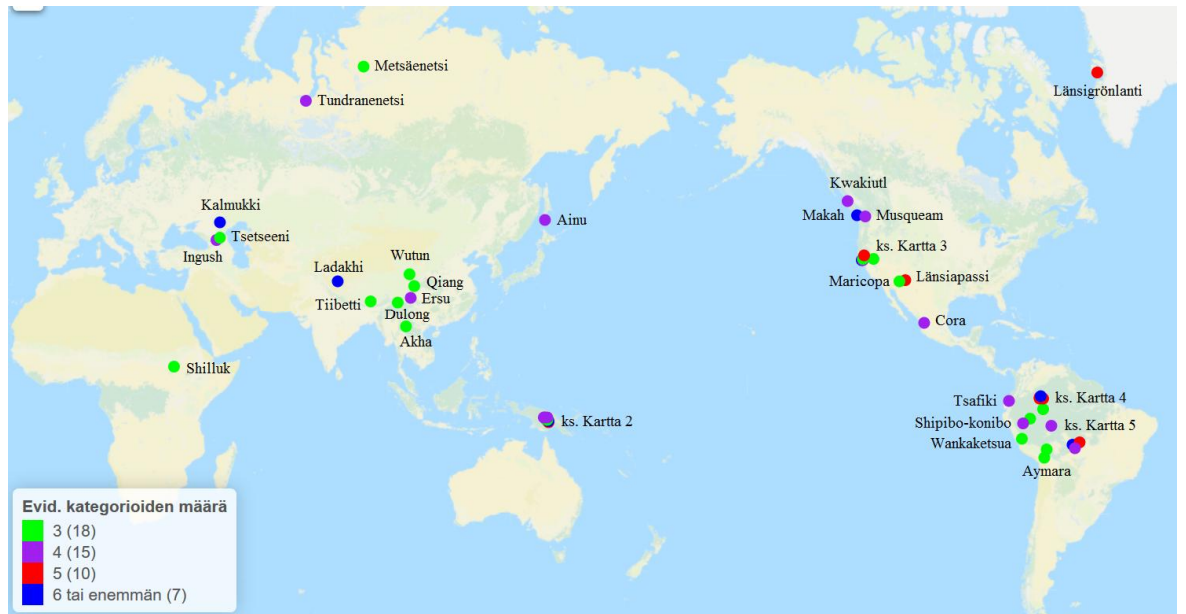 Metsäenetsi
Länsigrönlanti
Tundranenetsi
Kwakiutl
Kalmukki
Ainu
Makah
Musqueam
Tsetseeni
Ingush
ks. Kartta 3
Wutun
Ladakhi
Qiang
Maricopa
Länsiapassi
Tiibetti
Ersu
Dulong
Cora
Akha
Shilluk
Tsafiki
ks. Kartta 4
ks. Kartta 2
Shipibo-konibo
ks. Kartta 5
Wankaketsua
Aymara
Evid. kategorioiden määrä
3 (18)
4 (15)
5 (10)
6 tai enemmän (7)